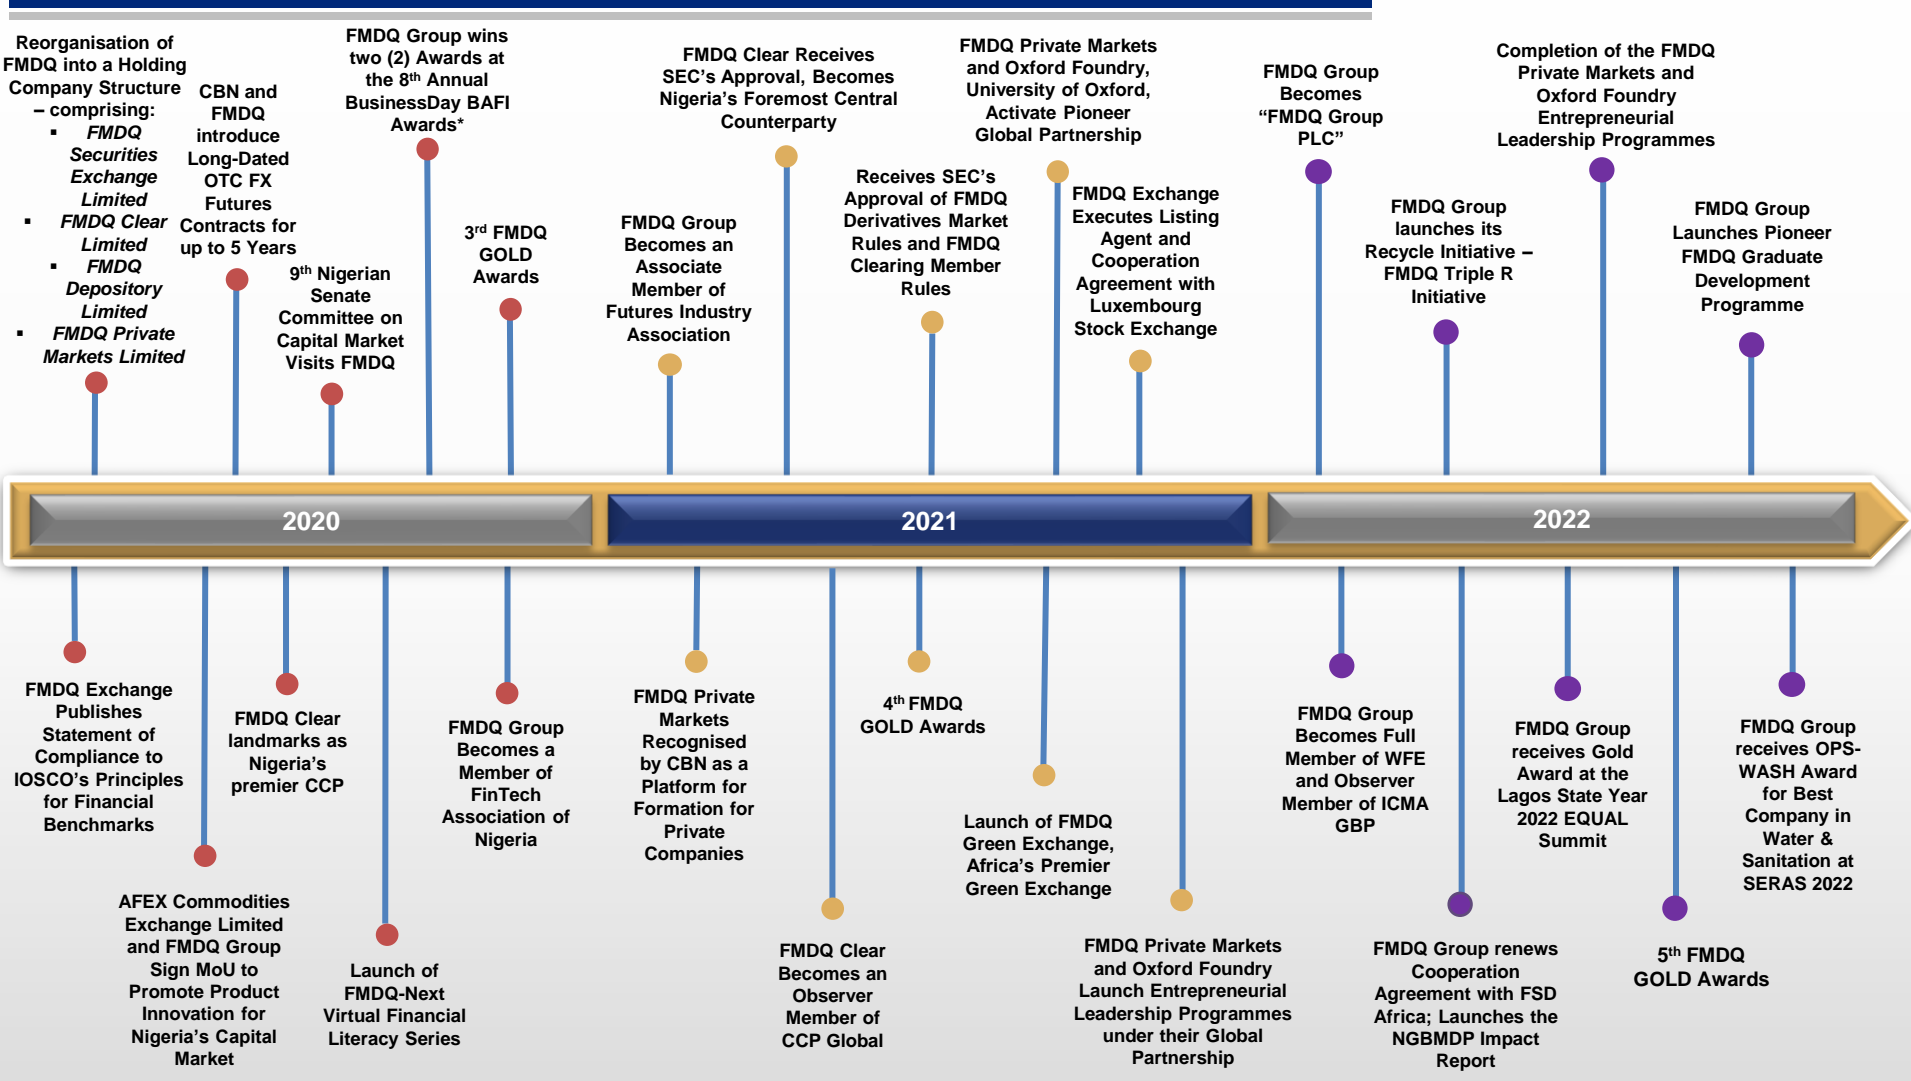 Reorganisation of
FMDQ into a Holding
Company Structure
– comprising:
▪ FMDQ
Securities
Exchange
Limited
▪ FMDQ Clear
Limited
▪ FMDQ
Depository
Limited
▪ FMDQ Private
Markets Limited
CBN and
FMDQ
introduce
Long-Dated
OTC FX
Futures
Contracts for
up to 5 Years
9th Nigerian
Senate
Committee on
Capital Market
Visits FMDQ
FMDQ Group wins
two (2) Awards at
the 8th Annual
BusinessDay BAFI
Awards*
3rd FMDQ
GOLD
Awards
FMDQ Group
Becomes an
Associate
Member of
Futures Industry
Association
FMDQ Clear Receives
SEC’s Approval, Becomes
Nigeria’s Foremost Central
Counterparty
Receives SEC’s
Approval of FMDQ
Derivatives Market
Rules and FMDQ
Clearing Member
Rules
FMDQ Private Markets
and Oxford Foundry,
University of Oxford,
Activate Pioneer
Global Partnership
FMDQ Exchange
Executes Listing
Agent and
Cooperation
Agreement with
Luxembourg
Stock Exchange
FMDQ Group
Becomes
“FMDQ Group
PLC”
FMDQ Group
launches its
Recycle Initiative –
FMDQ Triple R
Initiative
Completion of the FMDQ
Private Markets and
Oxford Foundry
Entrepreneurial
Leadership Programmes
FMDQ Group
Launches Pioneer
FMDQ Graduate
Development
Programme
2020
2021
2022
FMDQ Exchange
Publishes
Statement of
Compliance to
IOSCO’s Principles
for Financial
Benchmarks
AFEX Commodities
Exchange Limited
and FMDQ Group
Sign MoU to
Promote Product
Innovation for
Nigeria’s Capital
Market
FMDQ Clear
landmarks as
Nigeria’s
premier CCP
Launch of
FMDQ-Next
Virtual Financial
Literacy Series
FMDQ Group
Becomes a
Member of
FinTech
Association of
Nigeria
FMDQ Private
Markets
Recognised
by CBN as a
Platform for
Formation for
Private
Companies
FMDQ Clear
Becomes an
Observer
Member of
CCP Global
4th FMDQ
GOLD Awards
Launch of FMDQ
Green Exchange,
Africa’s Premier
Green Exchange
FMDQ Private Markets
and Oxford Foundry
Launch Entrepreneurial
Leadership Programmes
under their Global
Partnership
FMDQ Group
Becomes Full
Member of WFE
and Observer
Member of ICMA
GBP
FMDQ Group renews
Cooperation
Agreement with FSD
Africa; Launches the
NGBMDP Impact
Report
FMDQ Group
receives Gold
Award at the
Lagos State Year
2022 EQUAL
Summit
5th FMDQ
GOLD Awards
FMDQ Group
receives OPS-
WASH Award
for Best
Company in
Water &
Sanitation at
SERAS 2022